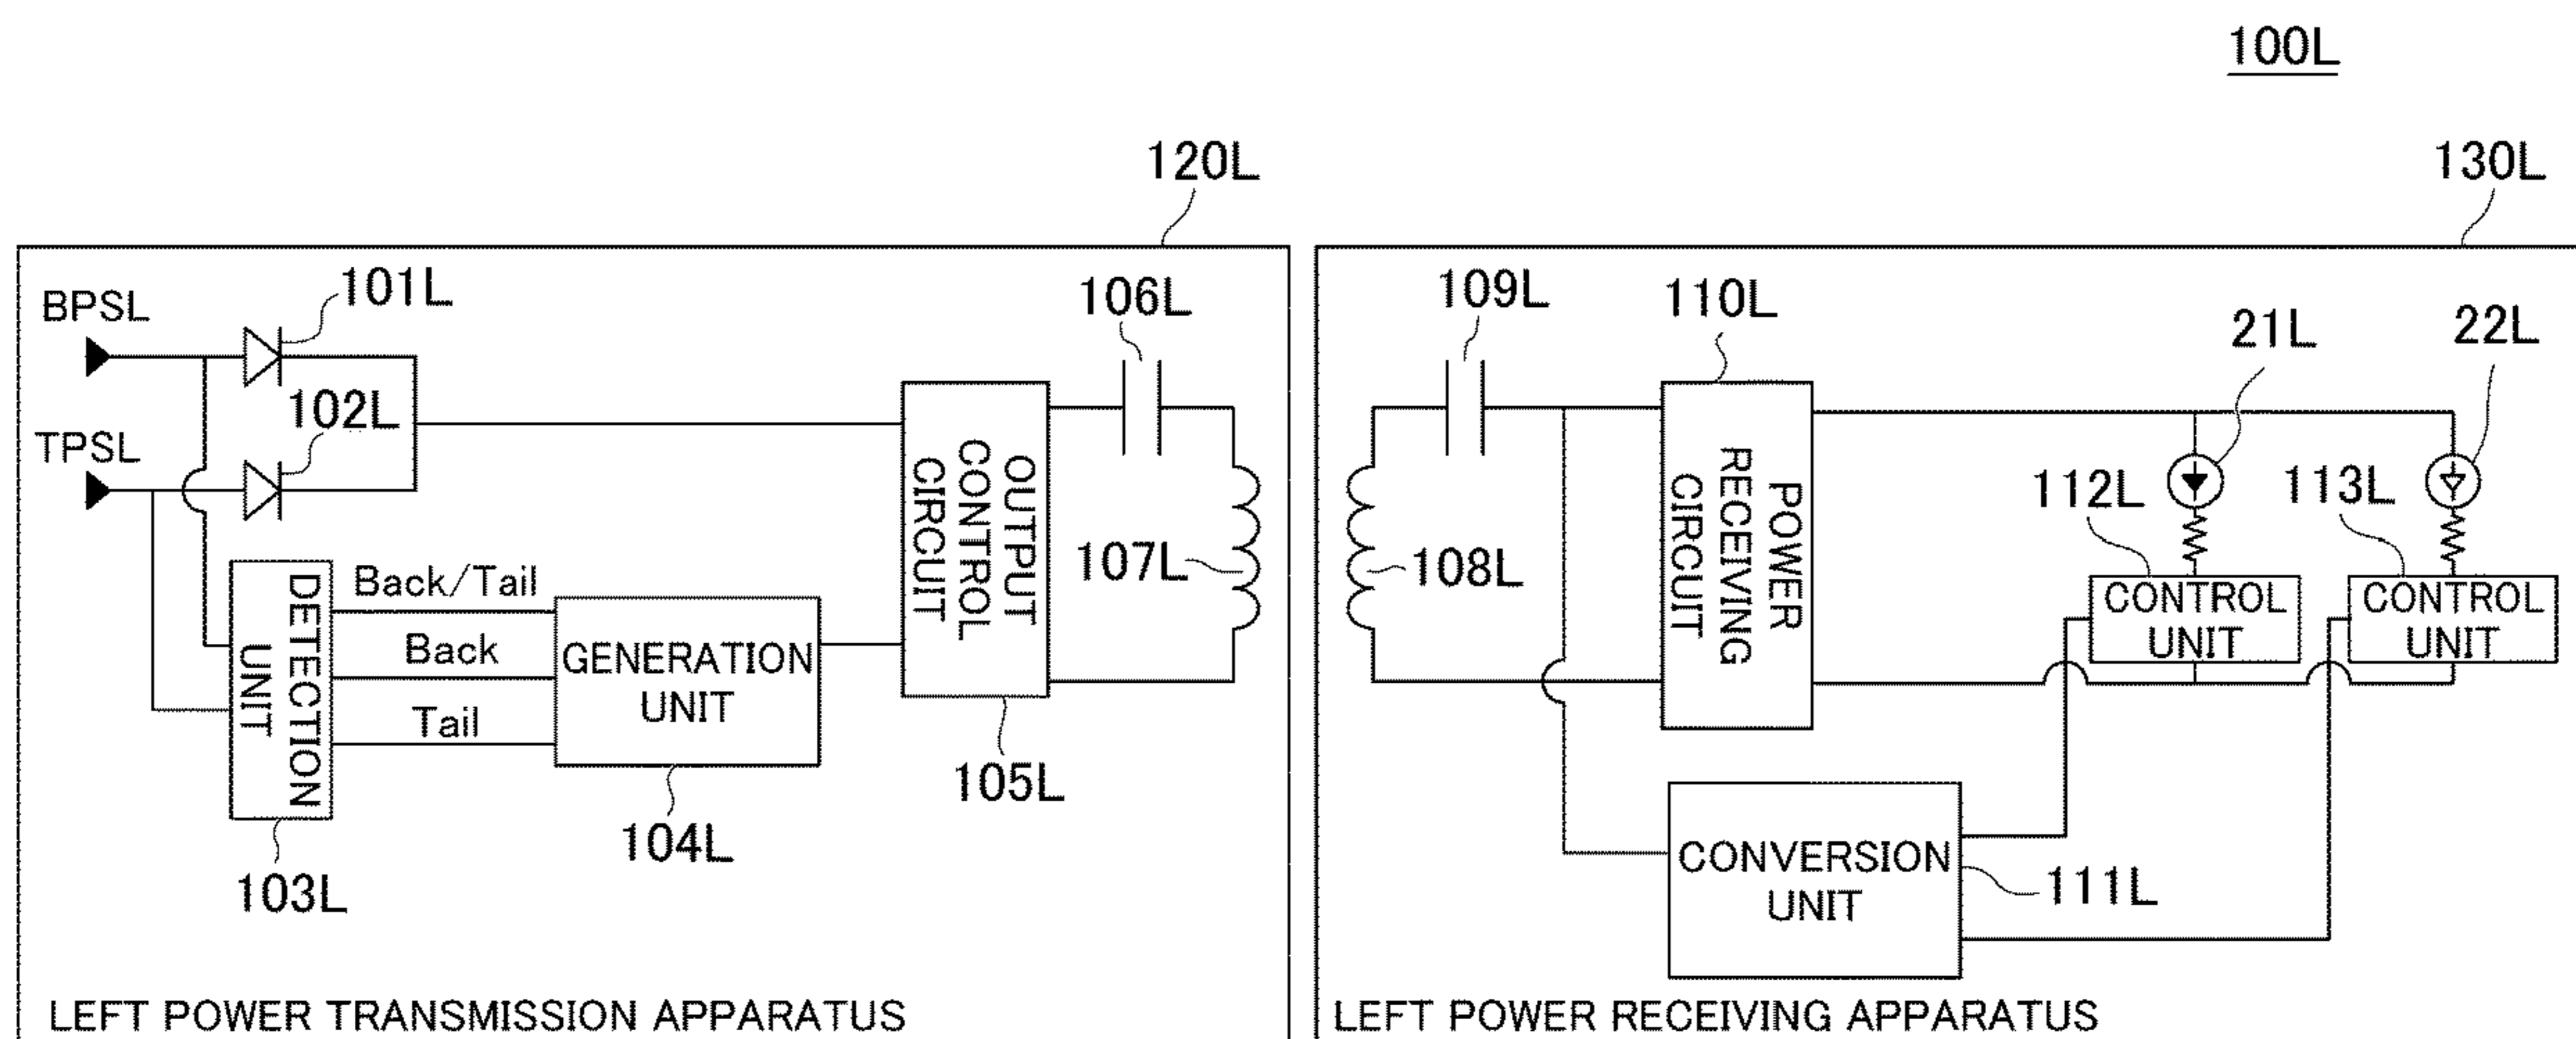 100L
120L
130L
BPSL
101L
TPSL
102L
106L
107L
DETECTION
UNIT
103L
Back/Tail
Back
Tail
GENERATION
UNIT
104L
OUTPUT
CONTROL
CIRCUIT
105L
LEFT POWER TRANSMISSION APPARATUS
109L
108L
110L
POWER
RECEIVING
CIRCUIT
21L
22L
112L
113L
CONTROL
UNIT
CONTROL
UNIT
CONVERSION
UNIT
111L
LEFT POWER RECEIVING APPARATUS